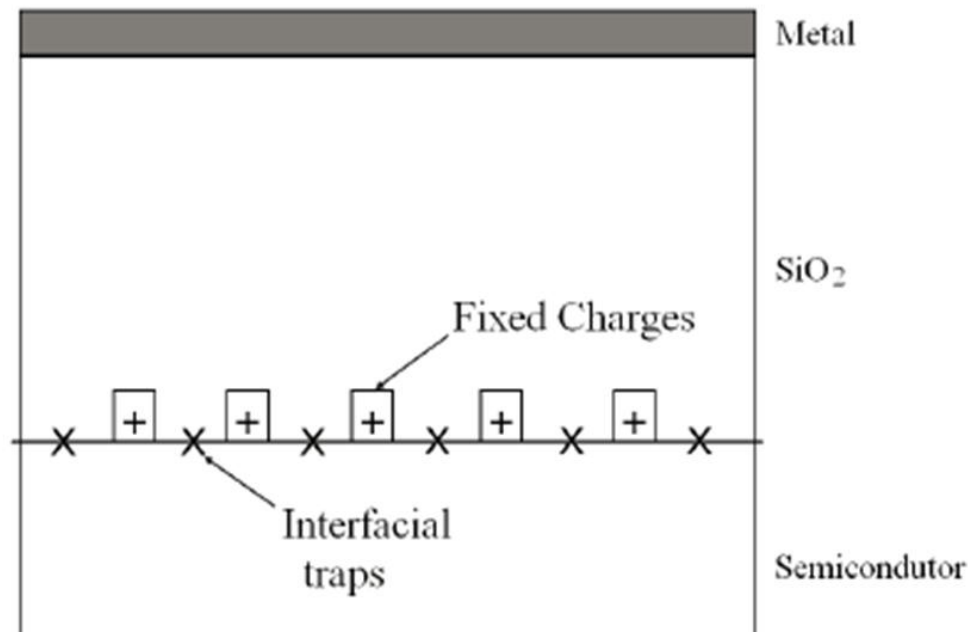 Metal
SiO₂
Fixed Charges
+ + + + +
X X X X X X
Interfacial
traps
Semicondutor